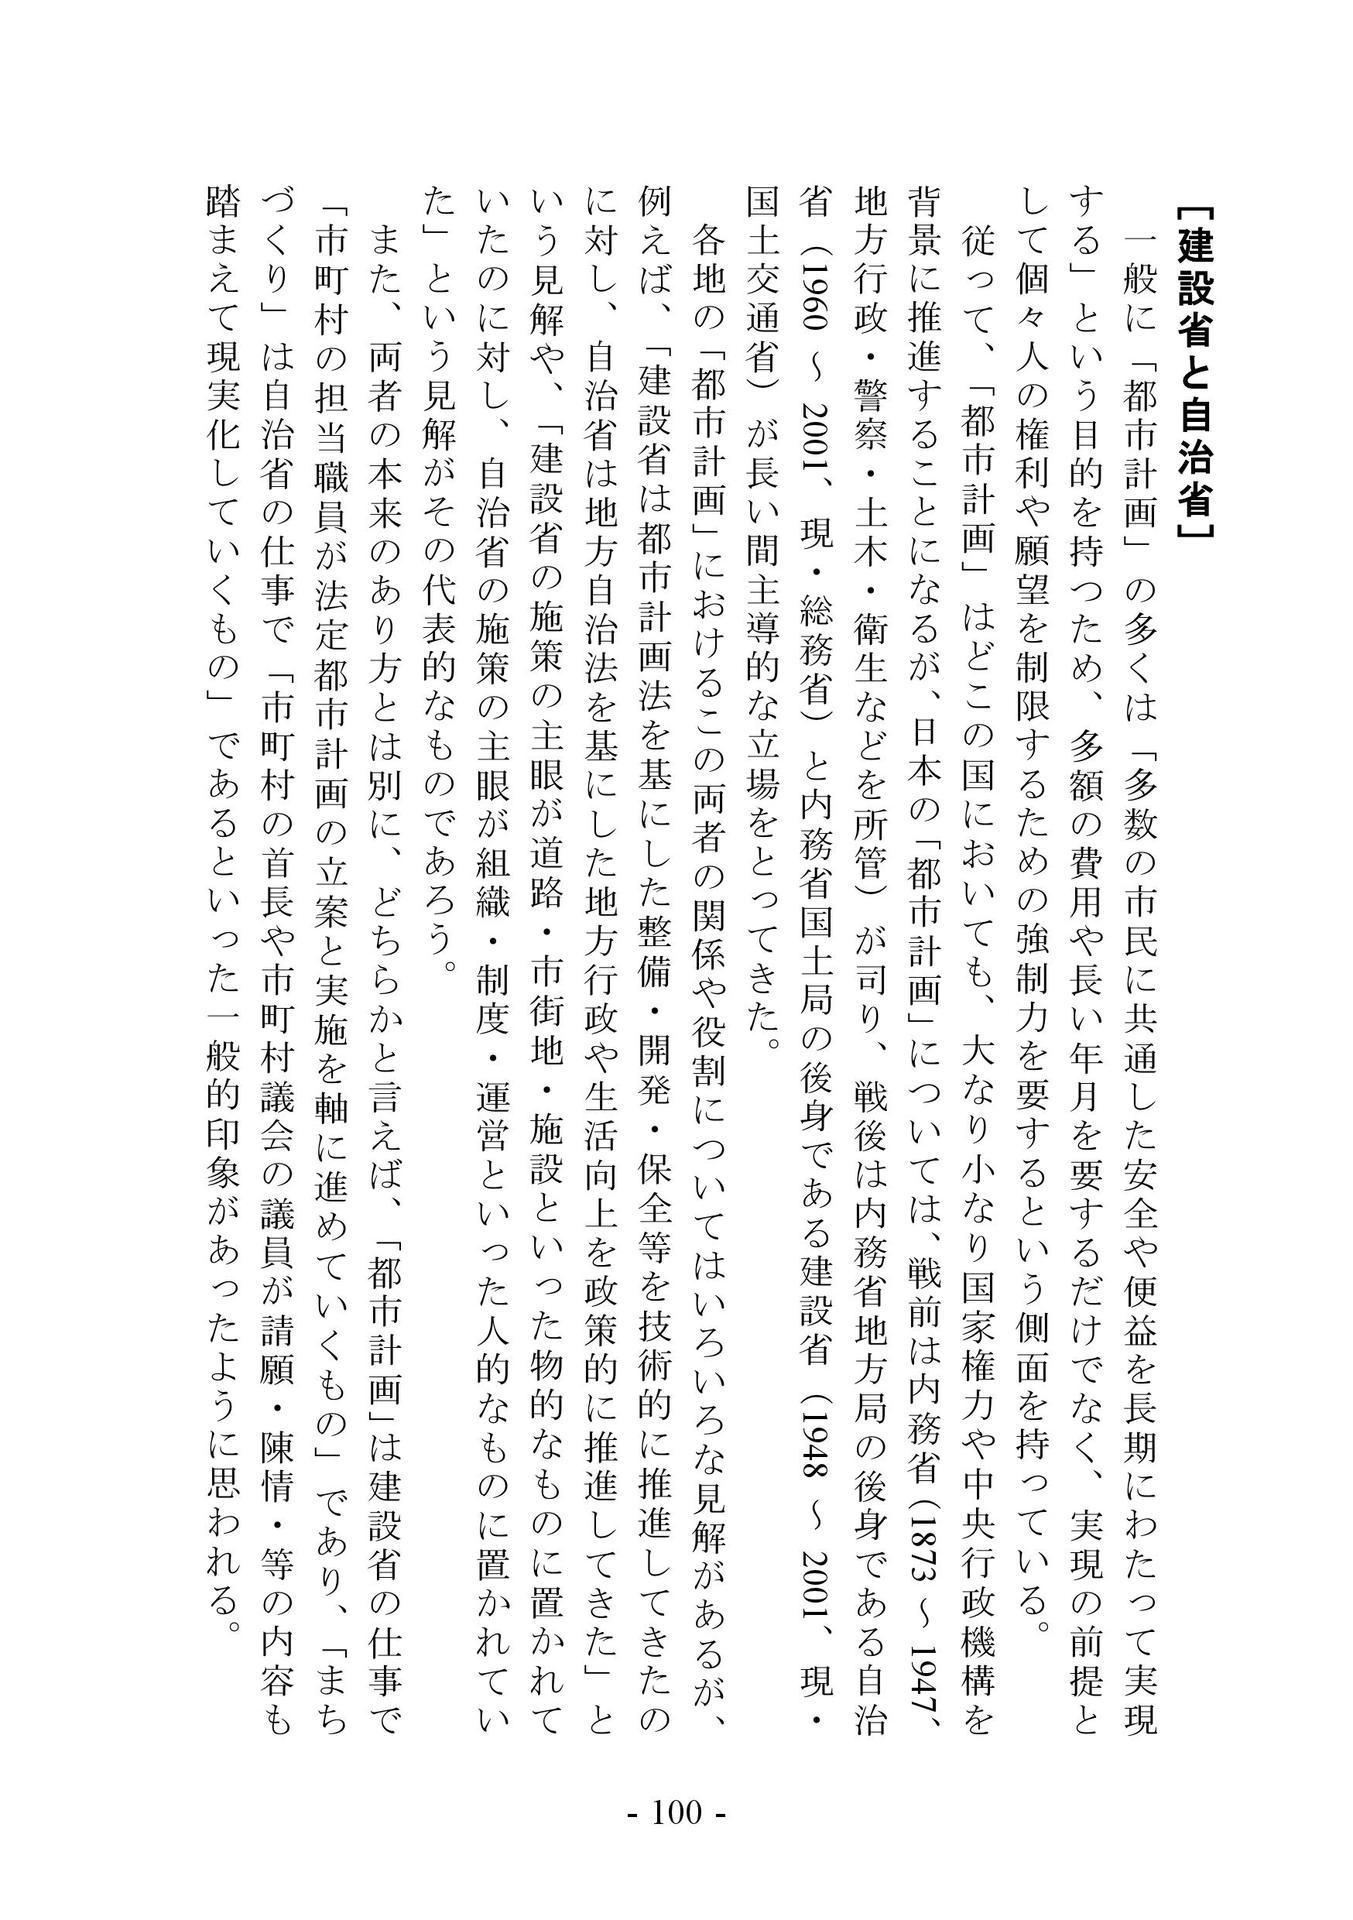 ［建設省と自治省］
　一般に「都市計画」の多くは「多数の市民に共通した安全や便益を長期にわたって実現
する」という目的を持つため、多額の費用や長い年月を要するだけでなく、実現の前提と
して個々人の権利や願望を制限するための強制力を要するという側面を持っている。
　従って、「都市計画」はどこの国においても、大なり小なり国家権力や中央行政機構を
背景に推進することになるが、日本の「都市計画」については、戦前は内務省（1873 ～ 1947、
地方行政・警察・土木・衛生などを所管）が司り、戦後は内務省地方局の後身である自治
省（1960 ～ 2001、現・総務省）と内務省国土局の後身である建設省（1948 ～ 2001、現・
国土交通省）が長い間主導的な立場をとってきた。
　各地の「都市計画」におけるこの両者の関係や役割についてはいろいろな見解があるが、
例えば、「建設省は都市計画法を基にした整備・開発・保全等を技術的に推進してきたの
に対し、自治省は地方自治法を基にした地方行政や生活向上を政策的に推進してきた」と
いう見解や、「建設省の施策の主眼が道路・市街地・施設といった物的なものに置かれて
いたのに対し、自治省の施策の主眼が組織・制度・運営といった人的なものに置かれてい
た」という見解がその代表的なものであろう。
　また、両者の本来のあり方とは別に、どちらかと言えば、「都市計画」は建設省の仕事で
「市町村の担当職員が法定都市計画の立案と実施を軸に進めていくもの」であり、「まち
づくり」は自治省の仕事で「市町村の首長や市町村議会の議員が請願・陳情・等の内容も
踏まえて現実化していくもの」であるといった一般的印象があったように思われる。
- 100 -